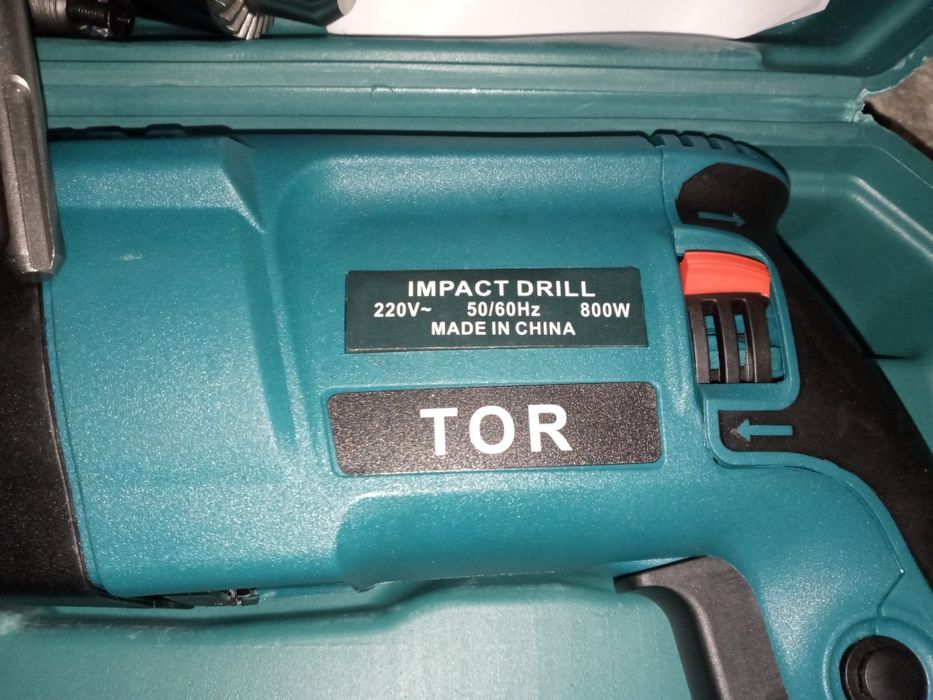 IMPACT DRILL
220V~ 50/60Hz 800W
MADE IN CHINA
TOR